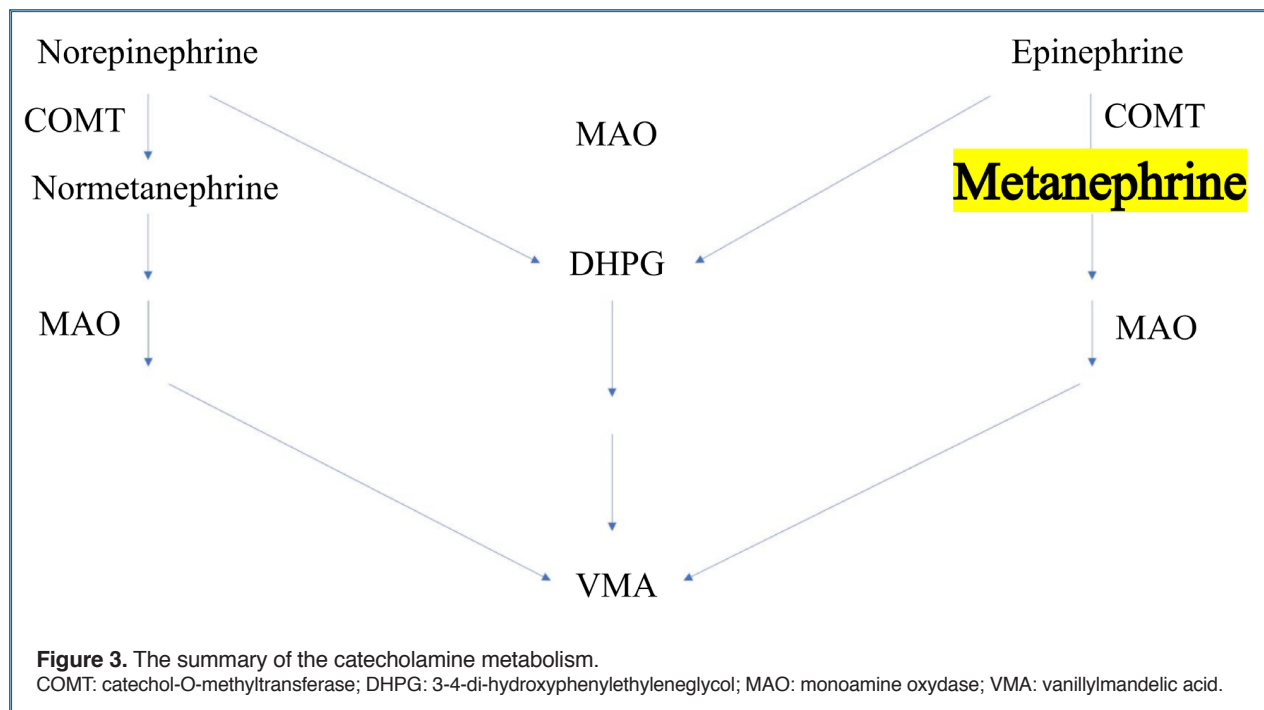 Norepinephrine
Epinephrine
COMT
MAO
COMT
Normetanephrine
Metanephrine
DHPG
MAO
MAO
VMA
Figure 3. The summary of the catecholamine metabolism.
COMT: catechol-O-methyltransferase; DHPG: 3-4-di-hydroxyphenylethyleneglycol; MAO: monoamine oxydase; VMA: vanillylmandelic acid.